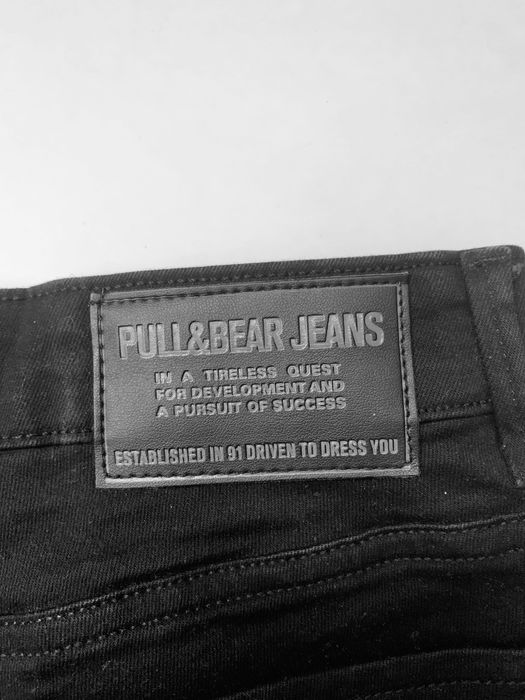 PULL&BEAR JEANS
IN A TIRELESS QUEST
FOR DEVELOPMENT AND
A PURSUIT OF SUCCESS
ESTABLISHED IN 91 DRIVEN TO DRESS YOU